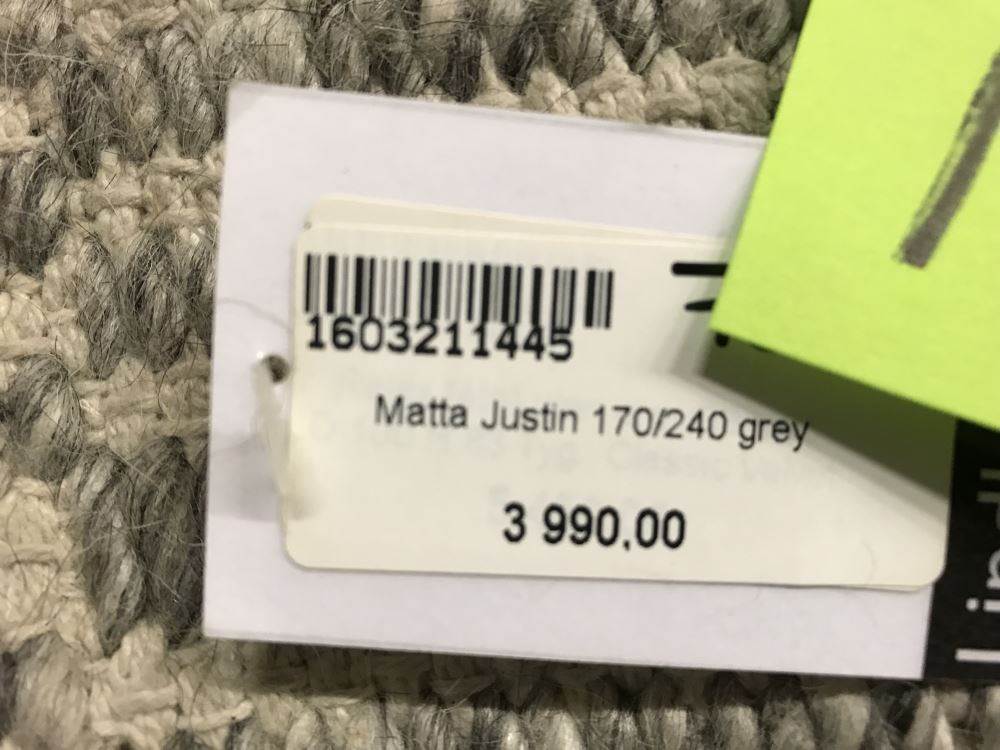 1603211445
Matta Justin 170/240 grey
3 990,00